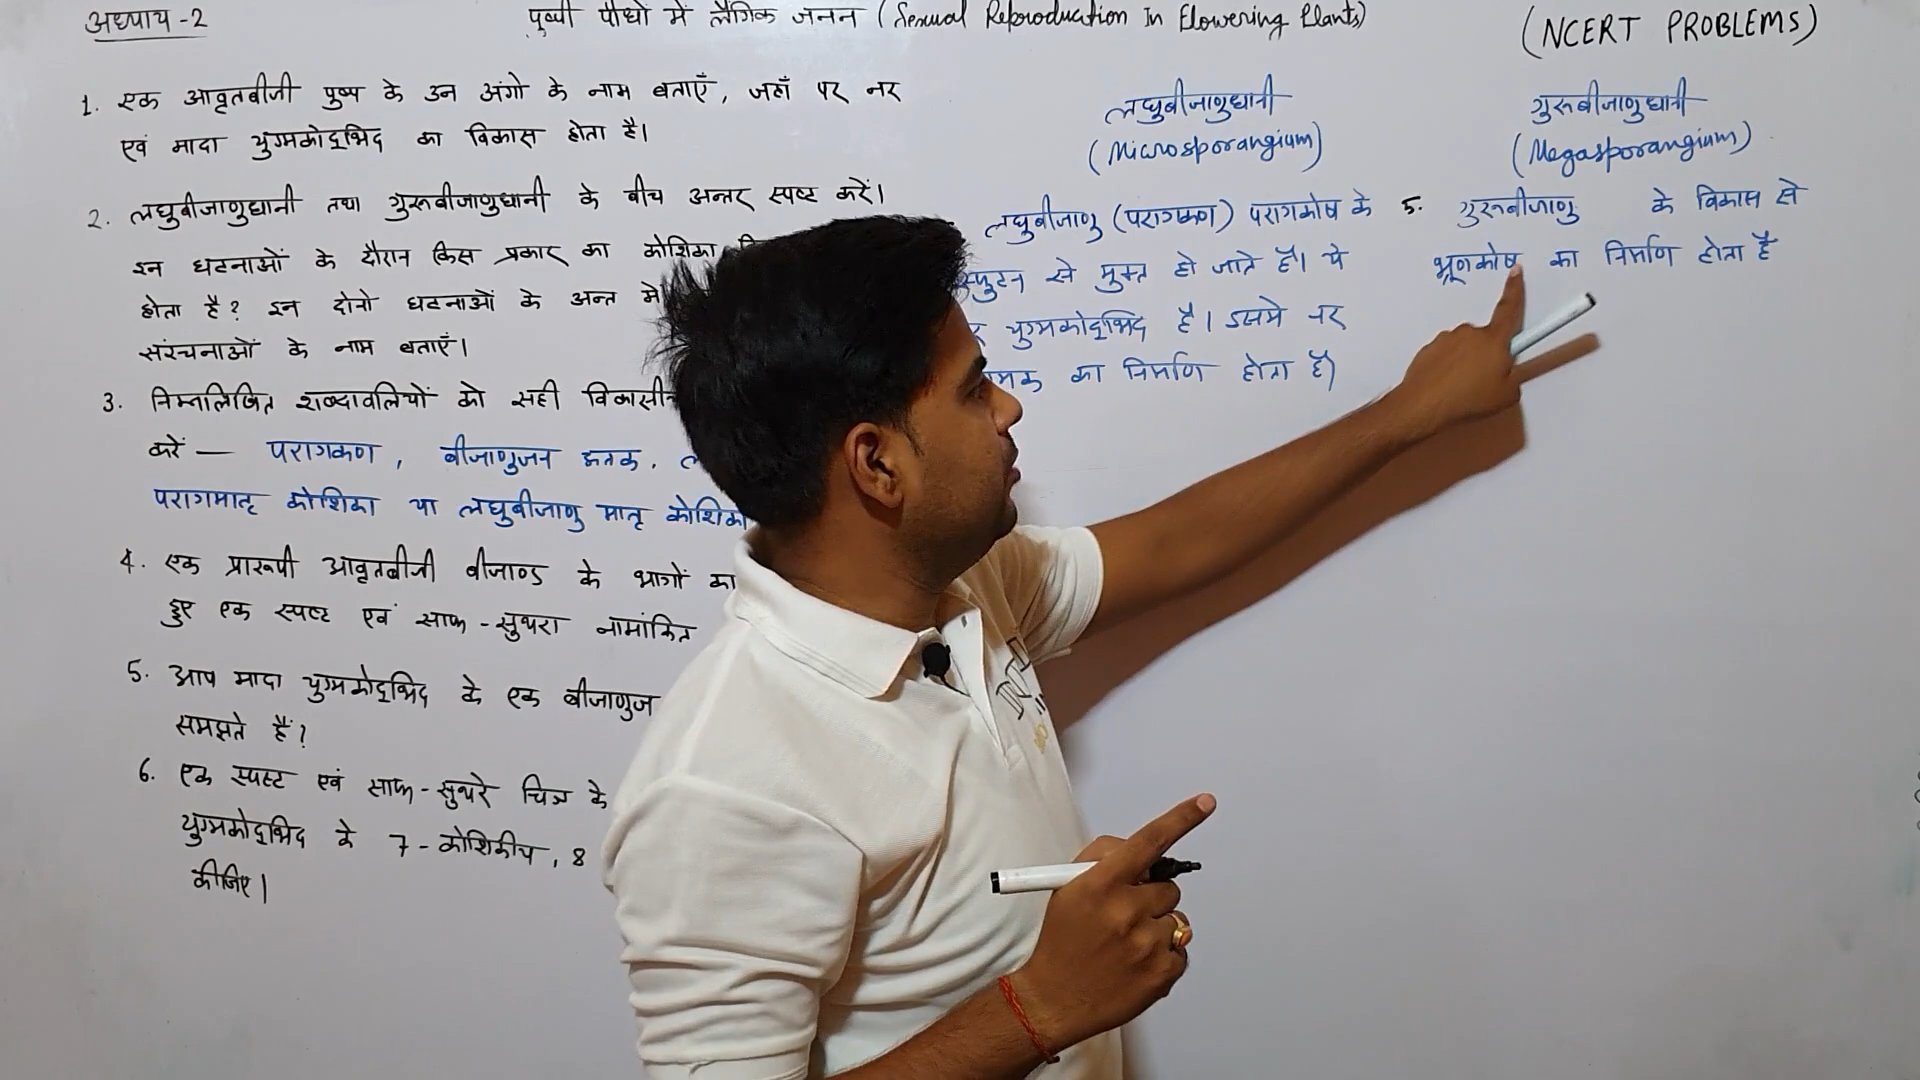 अध्याय -2
पुष्पी पौधों में लैंगिक जनन (Sexual Reproduction In Flowering Plants)
(NCERT PROBLEMS)
1. एक आवृतबीजी पुष्प के उन अंगो के नाम बताएँ, जहाँ पर नर
एवं मादा युग्मकोद्भिद का विकास होता है।
2. लघुबीजाणुधानी तथा गुरूबीजाणुधानी के बीच अन्तर स्पष्ट करें।
इन घटनाओं के दौरान किस प्रकार का कोशिका
होता है? इन दोनो घटनाओं के अन्त मे
संरंचनाओं के नाम बताएँ।
3. निम्नलिखित शब्दावलियों को सही
करें — परागकण, बीजाणुजन ऊतक,
परागमातृ कोशिका या लघुबीजाणु मातृ कोशिका
4. एक प्रारूपी आवृतबीजी बीजाण्ड के भागों का
हुए एक स्पष्ट एवं साफ-सुथरा नामांकित
5. आप मादा युग्मकोद्भिद के एक
समझते हैं?
6. एक स्पष्ट एवं साफ-सुथरे चित्र के
युग्मकोद्भिद के 7-कोशिकीय, 8
कीजिए।
लघुबीजाणुधानी
(Microsporangium)
लघुबीजाणु (परागकण) परागकोष के
स्फुटन से मुक्त हो जाते हैं। ये
युग्मकोद्भिद है। इसमे नर
का निर्माण होता है)
गुरूबीजाणुधानी
(Megasporangium)
5. गुरूबीजाणु के विकास से
भ्रूणकोष का निर्माण होता है